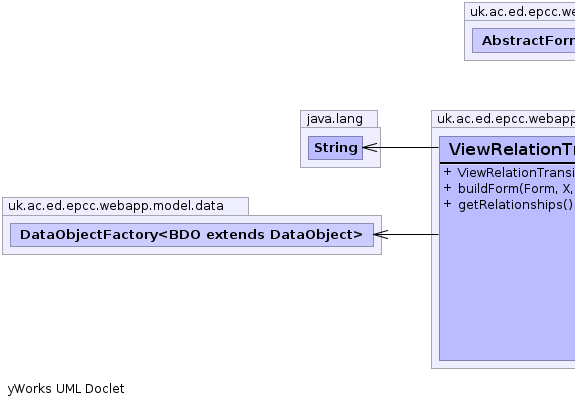 uk.ac.ed.epcc.we
AbstractForm
java.lang
String
uk.ac.ed.epcc.webapp
ViewRelationTr
+ ViewRelationTransi
+ buildForm(Form, X,
+ getRelationships()
uk.ac.ed.epcc.webapp.model.data
DataObjectFactory<BDO extends DataObject>
yWorks UML Doclet